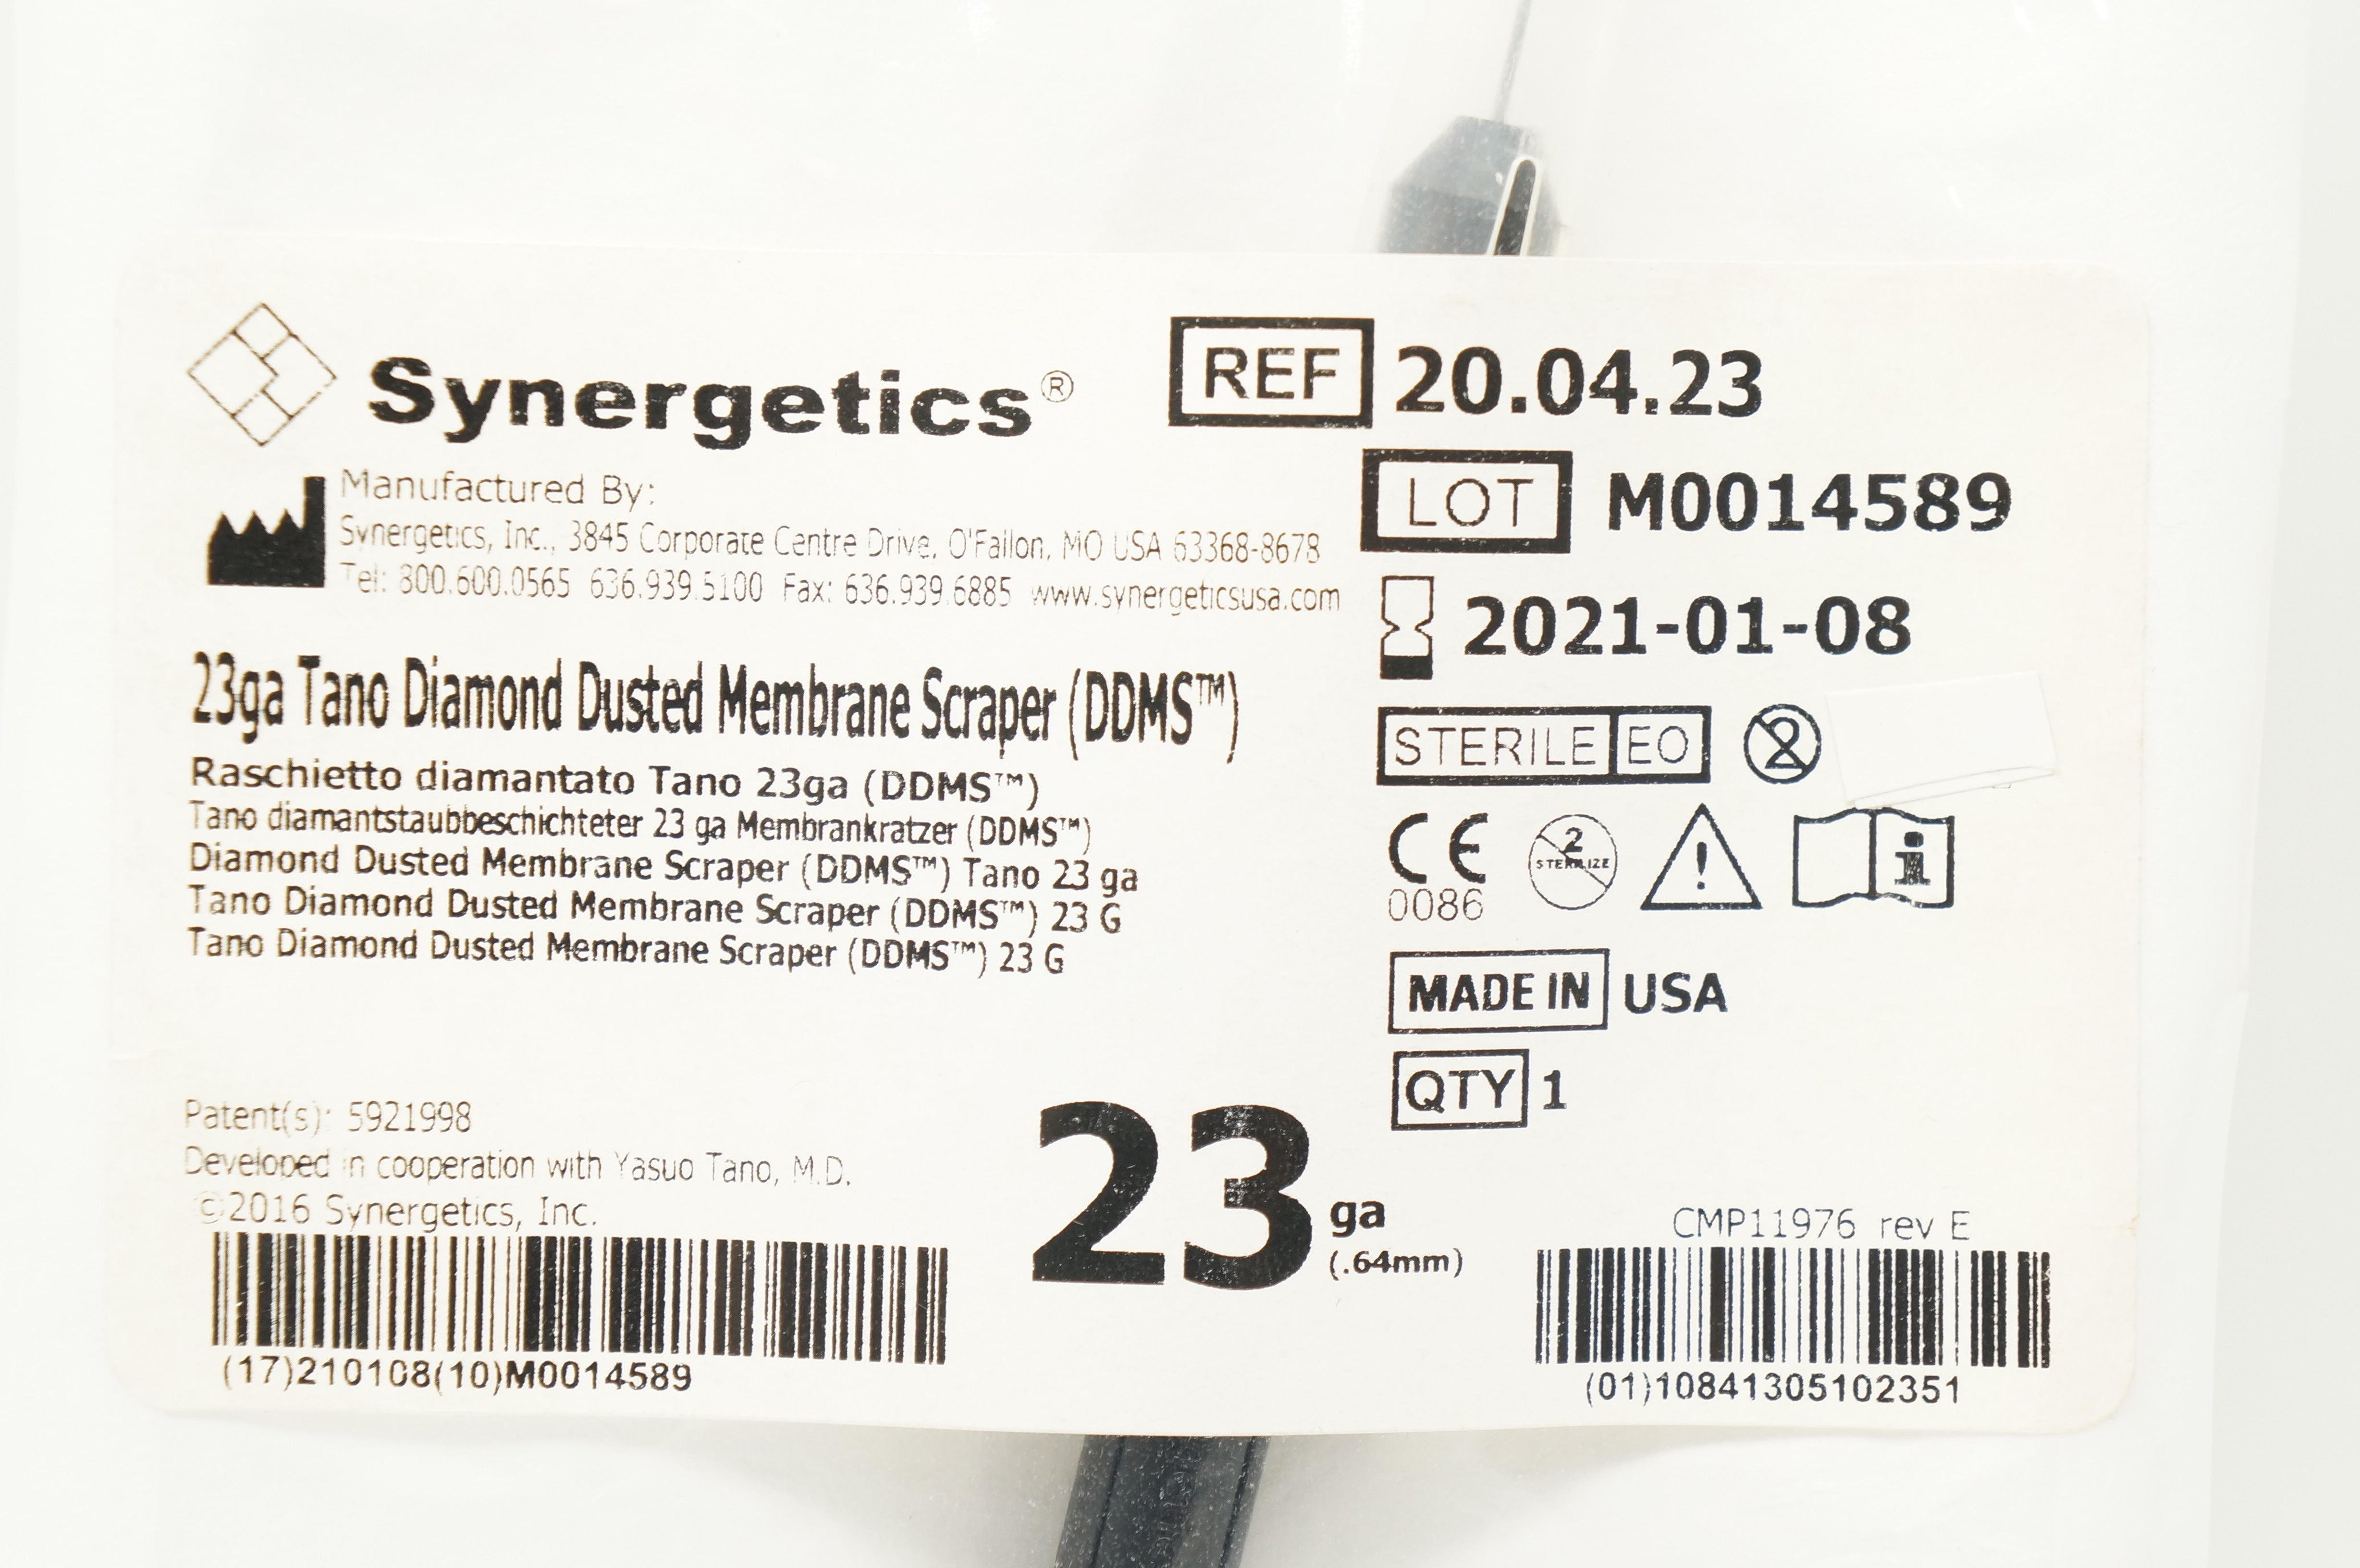 Synergetics®
REF 20.04.23
LOT M0014589
Manufactured By:
Synergetics, Inc., 3845 Corporate Centre Drive, O'Fallon, MO USA 63368-8678
Tel: 800.600.0565 636.939.5100 Fax: 636.939.6885 www.synergeticsusa.com
2021-01-08
23ga Tano Diamond Dusted Membrane Scraper (DDMS™)
Raschietto diamantato Tano 23ga (DDMS™)
Tano diamantstaubbeschichteter 23 ga Membrankratzer (DDMS™)
Diamond Dusted Membrane Scraper (DDMS™) Tano 23 ga
Tano Diamond Dusted Membrane Scraper (DDMS™) 23 G
Tano Diamond Dusted Membrane Scraper (DDMS™) 23 G
STERILE EO 2
CE
0086
2
STERILIZE
!
i
MADE IN USA
QTY 1
Patent(s): 5921998
Developed in cooperation with Yasuo Tano, M.D.
©2016 Synergetics, Inc.
23 ga
(.64mm)
CMP11976 rev E
(17)210108(10)M0014589
(01)10841305102351